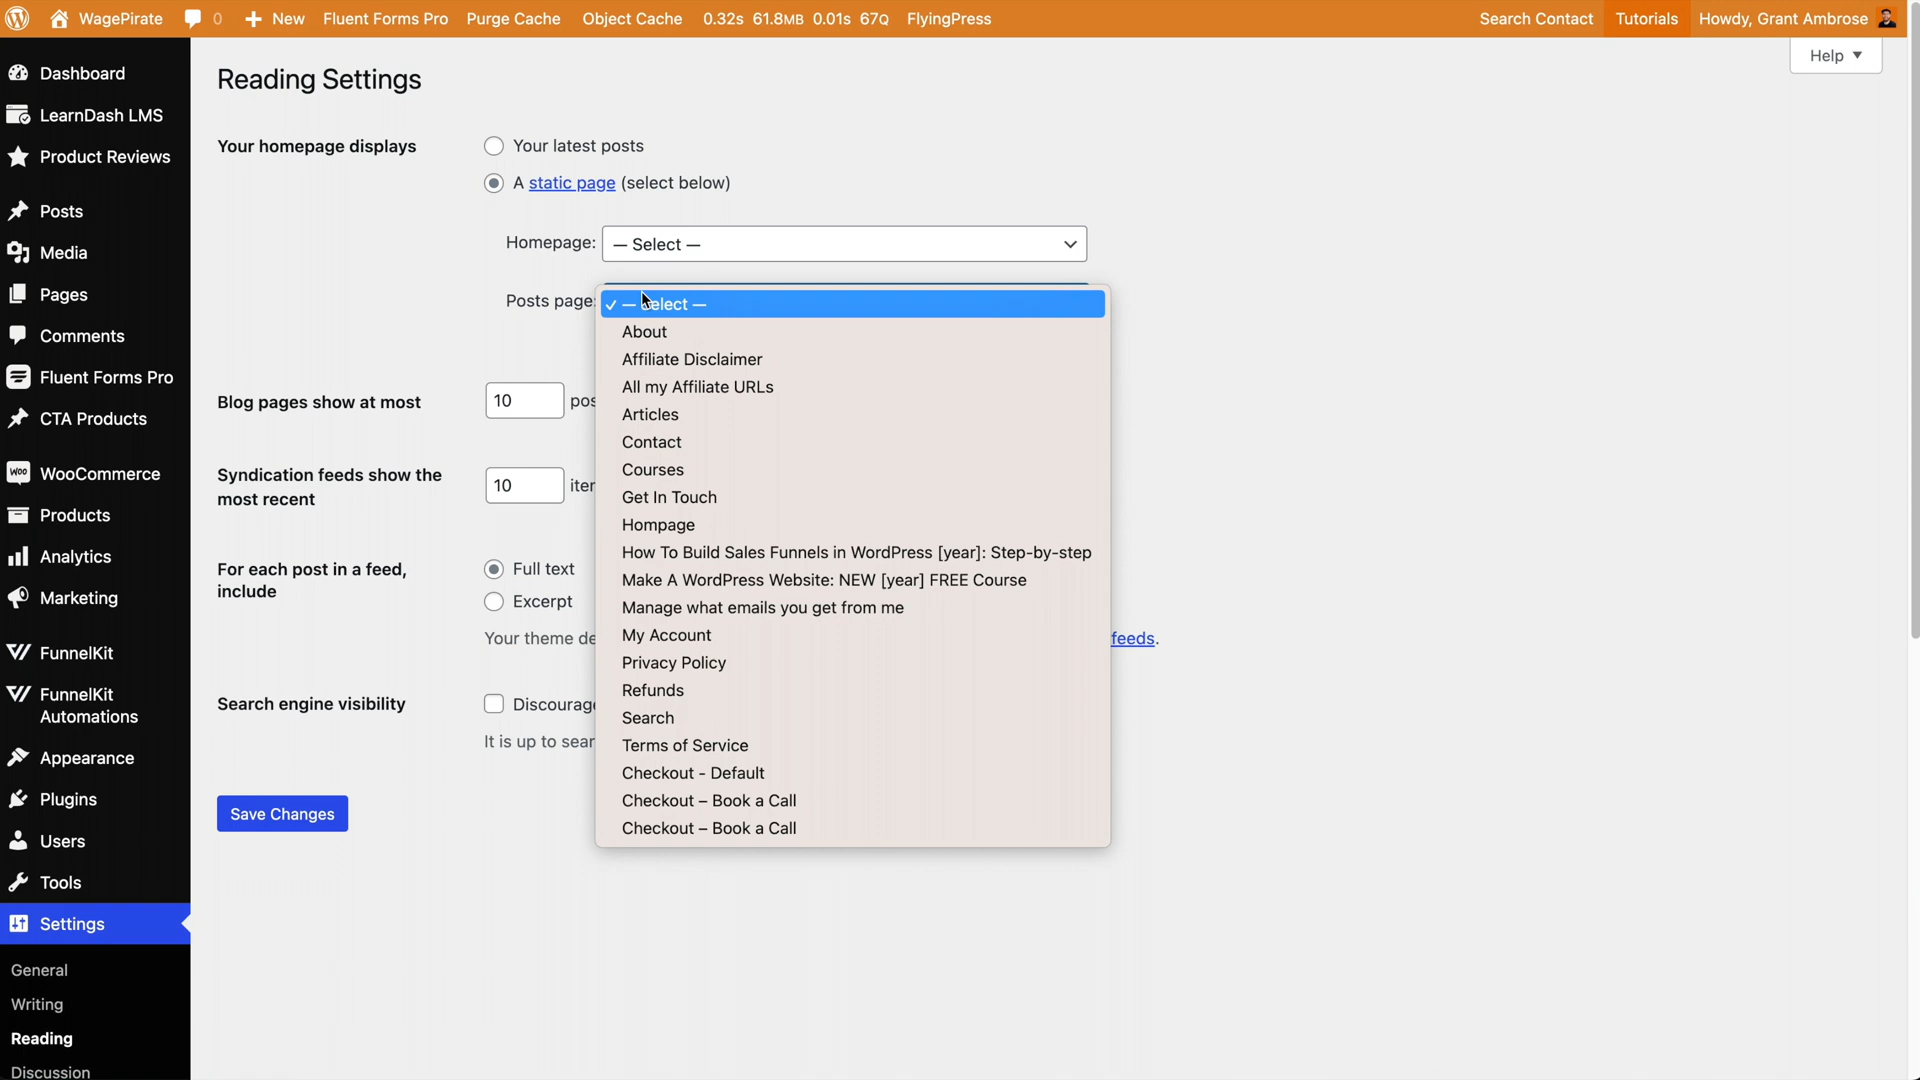 WagePirate 0 New Fluent Forms Pro Purge Cache Object Cache 0.32s 61.8MB 0.01s 67Q FlyingPress Search Contact Tutorials Howdy, Grant Ambrose
Help
Dashboard
LearnDash LMS
Product Reviews
Posts
Media
Pages
Comments
Fluent Forms Pro
CTA Products
WooCommerce
Products
Analytics
Marketing
FunnelKit
FunnelKit
Automations
Appearance
Plugins
Users
Tools
Settings
General
Writing
Reading
Discussion
Reading Settings
Your homepage displays
Your latest posts
A static page (select below)
Homepage: — Select —
Posts page:
— Select —
About
Affiliate Disclaimer
All my Affiliate URLs
Articles
Contact
Courses
Get In Touch
Hompage
How To Build Sales Funnels in WordPress [year]: Step-by-step
Make A WordPress Website: NEW [year] FREE Course
Manage what emails you get from me
My Account
Privacy Policy
Refunds
Search
Terms of Service
Checkout - Default
Checkout – Book a Call
Checkout – Book a Call
Blog pages show at most 10
Syndication feeds show the
most recent
10
For each post in a feed,
include
Full text
Excerpt
Your theme feeds.
Search engine visibility
It is up to
Save Changes